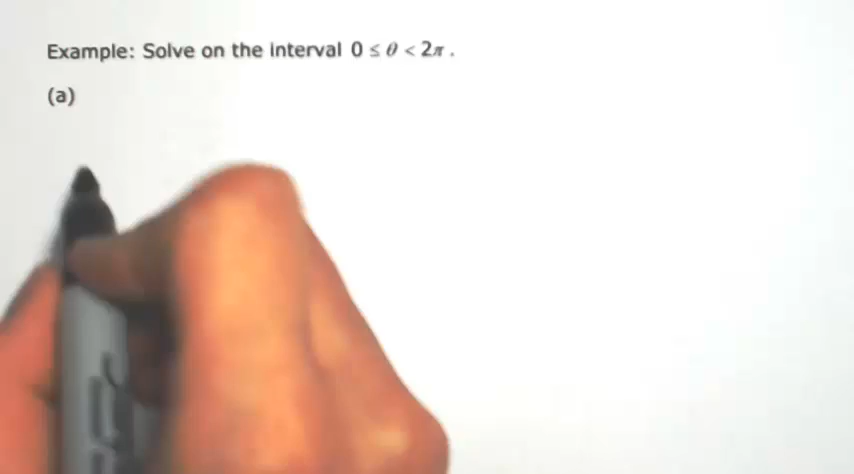 Example: Solve on the interval 0 ≤ θ < 2π.
(a)